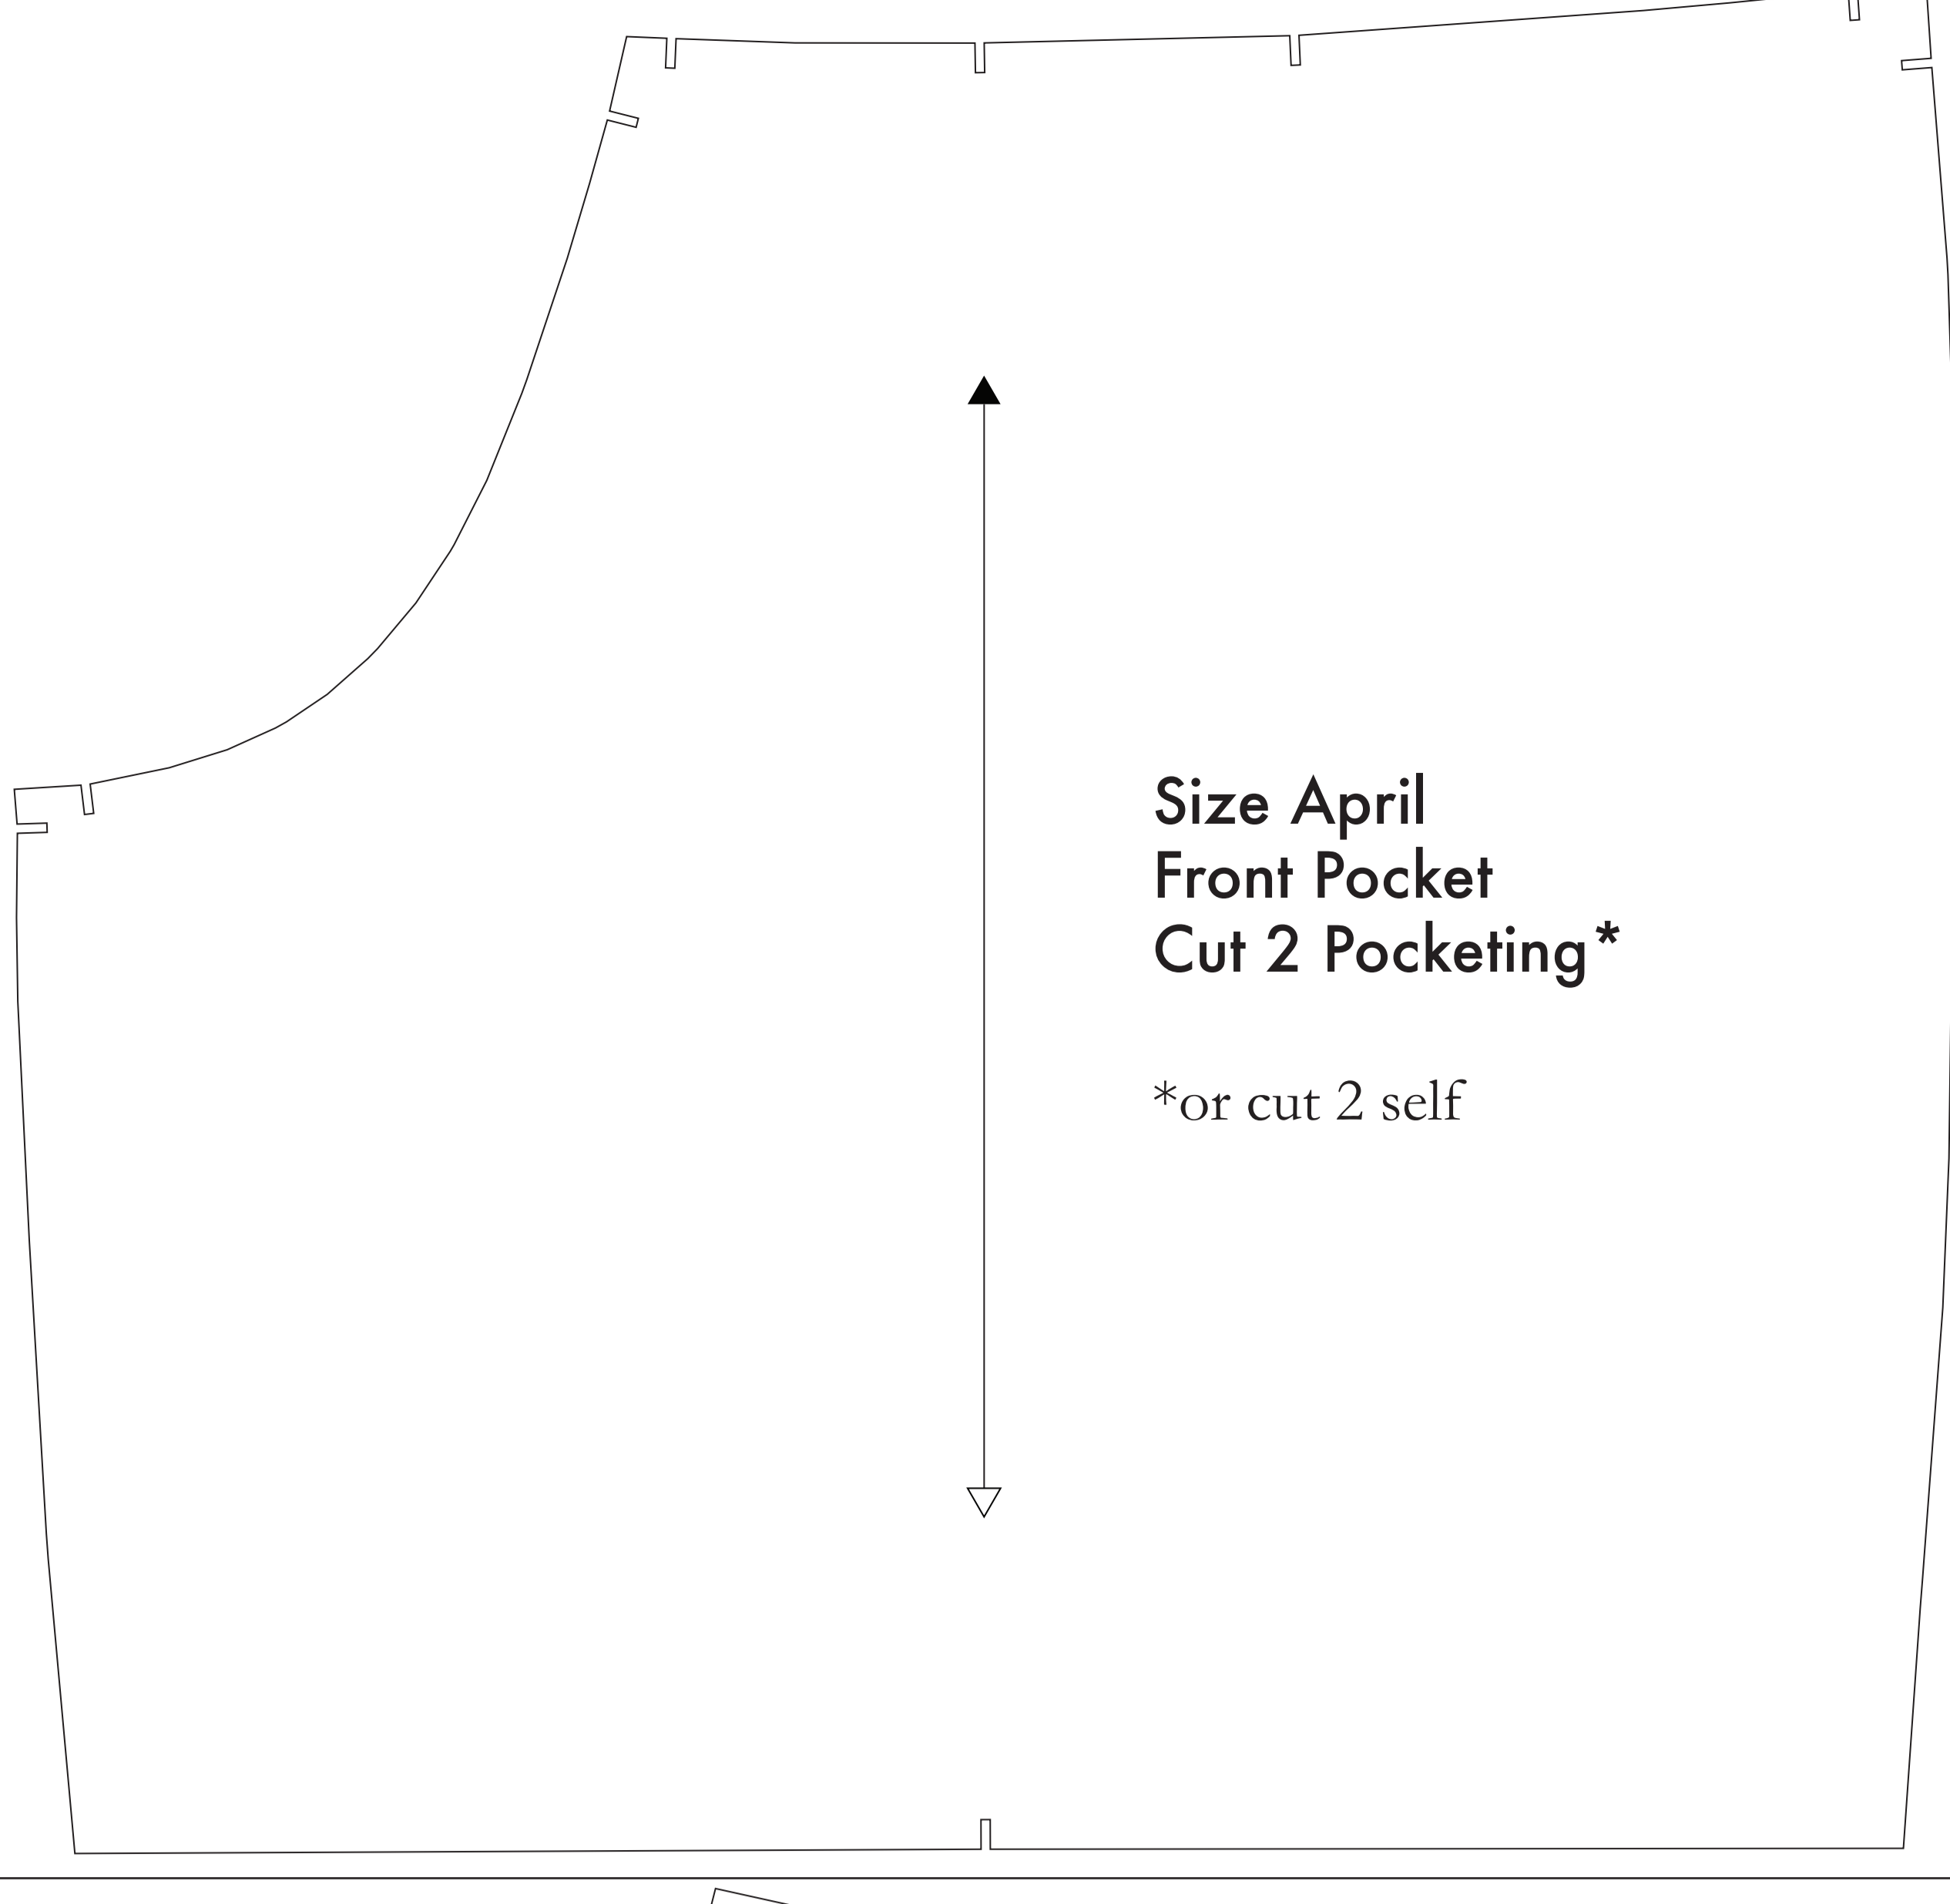 Size April
Front Pocket
Cut 2 Pocketing*
*or cut 2 self